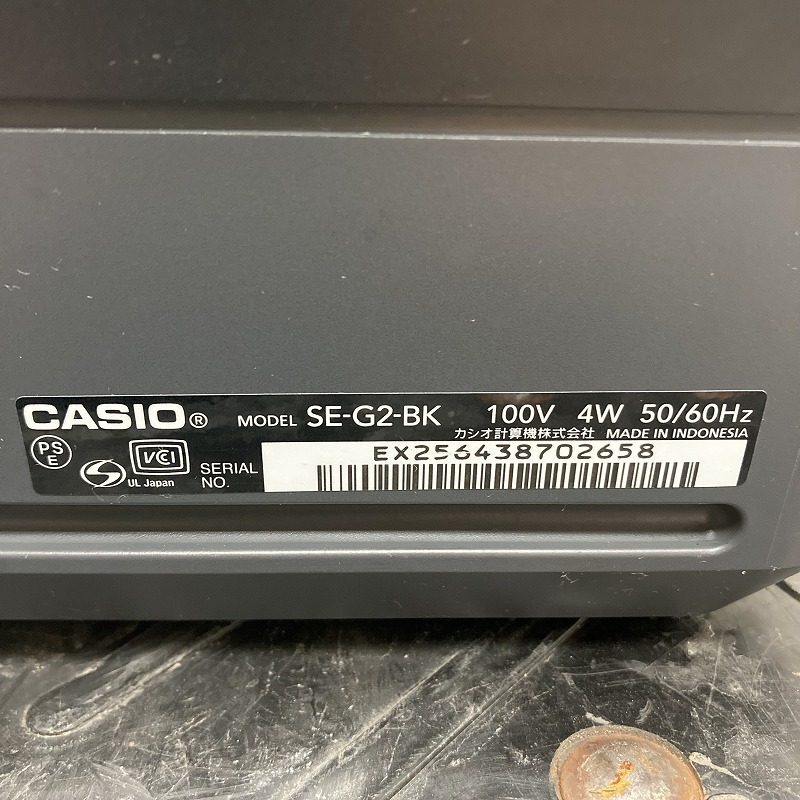 CASIO® MODEL SE-G2-BK 100V 4W 50/60Hz
カシオ計算機株式会社 MADE IN INDONESIA
PS
E
VCI
UL Japan
SERIAL
NO.
EX256438702658